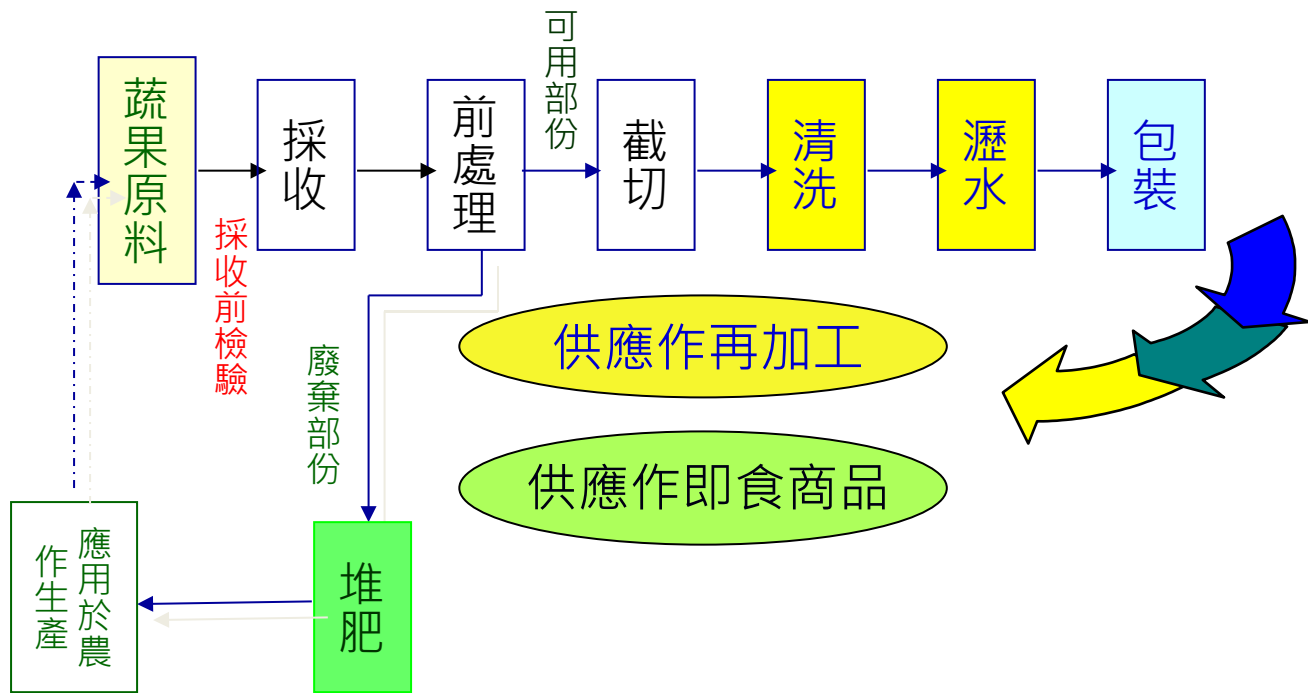 蔬果原料
採收前檢驗
採收
前處理
可用部份
截切
清洗
瀝水
包裝
廢棄部份
供應作再加工
供應作即食商品
堆肥
應用於農
作生產